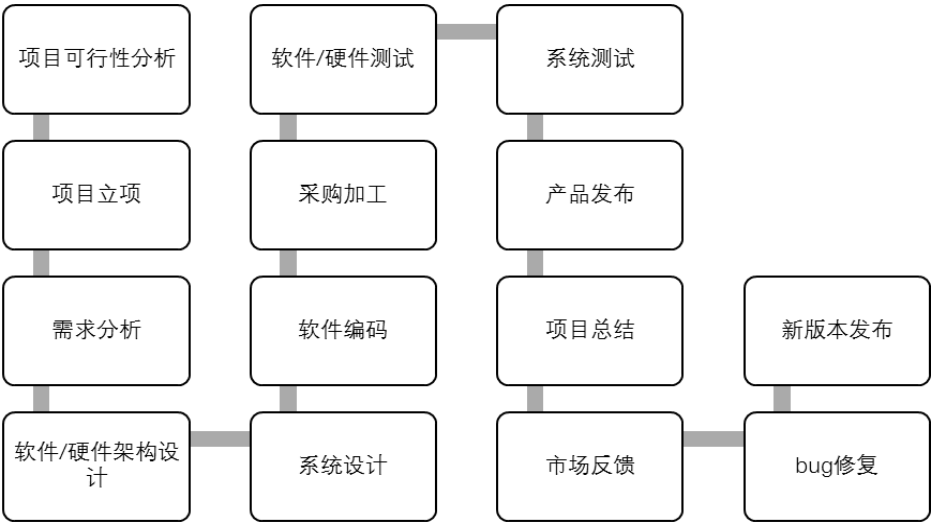 项目可行性分析
项目立项
需求分析
软件/硬件架构设
计
系统设计
软件编码
采购加工
软件/硬件测试
系统测试
产品发布
项目总结
市场反馈
bug修复
新版本发布